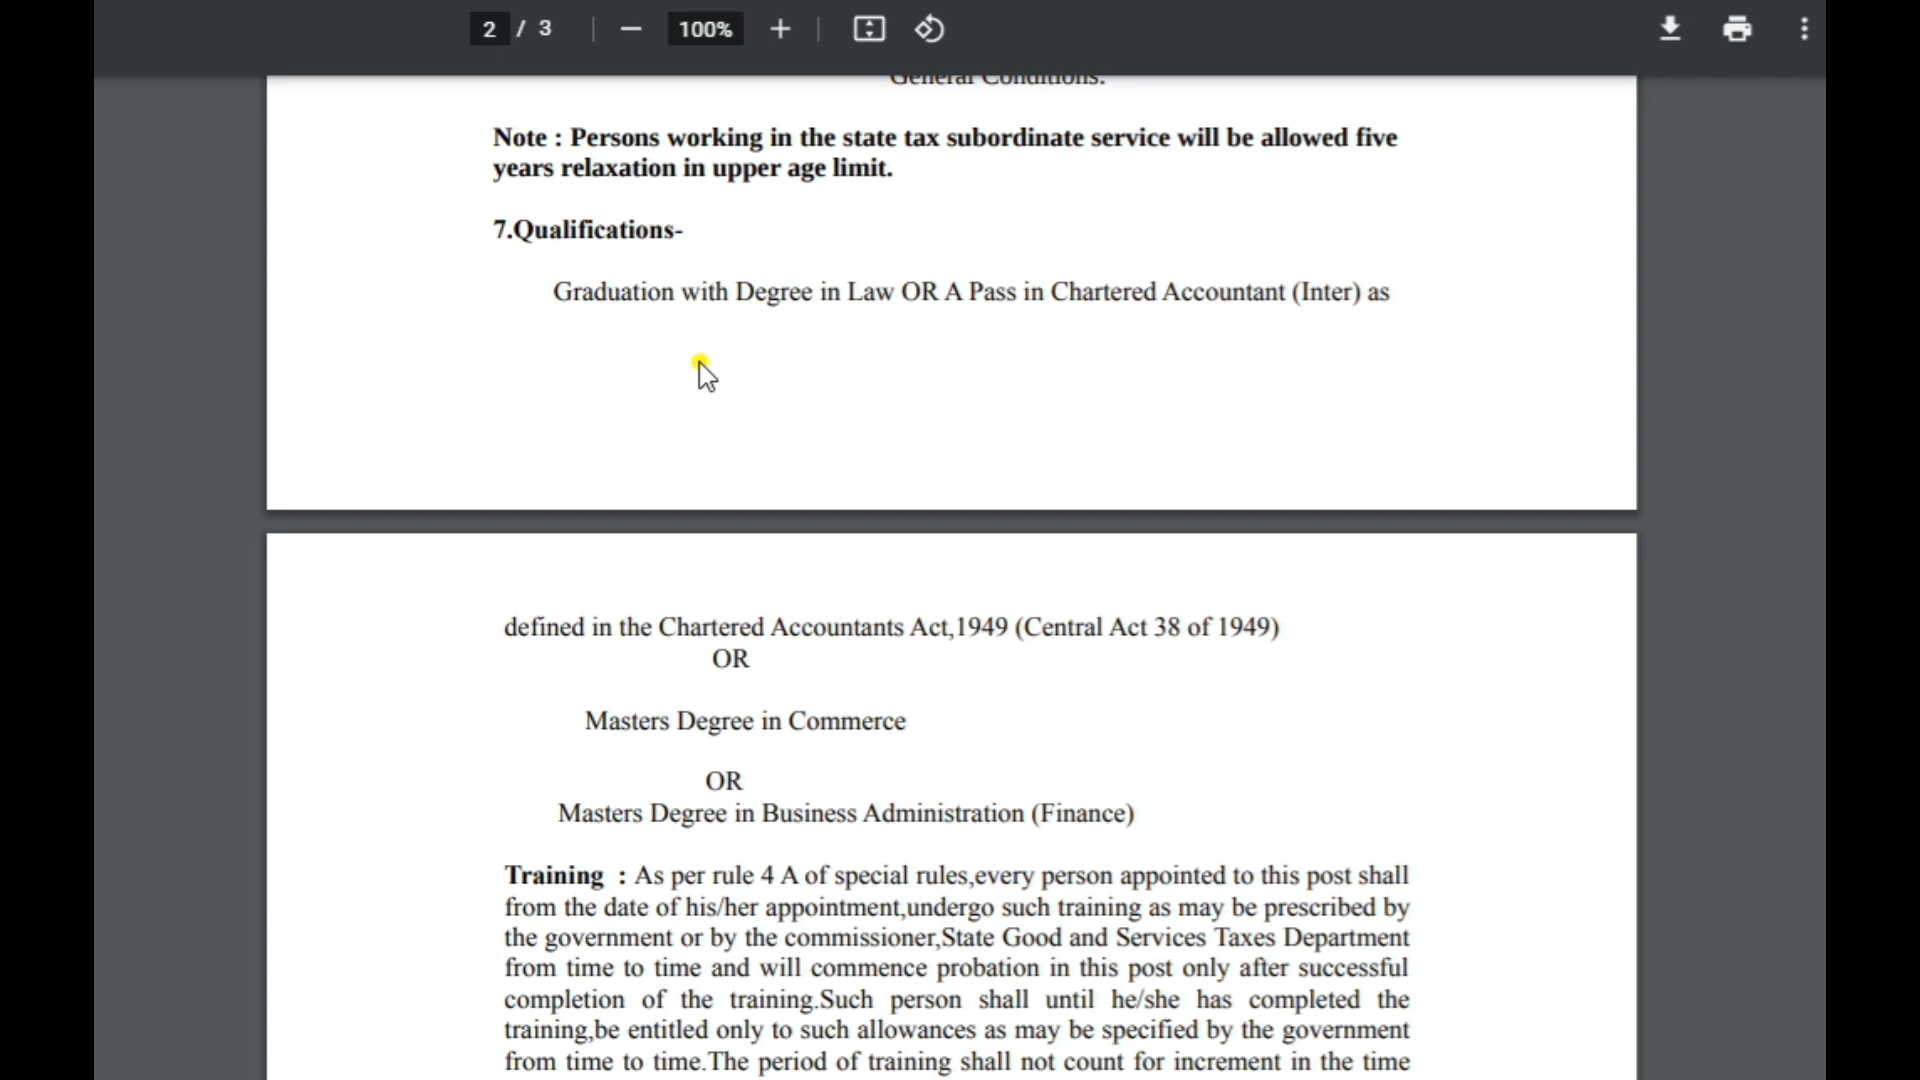 2 / 3 100%
General Conditions.
Note : Persons working in the state tax subordinate service will be allowed five
years relaxation in upper age limit.
7.Qualifications-
Graduation with Degree in Law OR A Pass in Chartered Accountant (Inter) as
defined in the Chartered Accountants Act,1949 (Central Act 38 of 1949)
OR
Masters Degree in Commerce
OR
Masters Degree in Business Administration (Finance)
Training : As per rule 4 A of special rules,every person appointed to this post shall
from the date of his/her appointment,undergo such training as may be prescribed by
the government or by the commissioner,State Good and Services Taxes Department
from time to time and will commence probation in this post only after successful
completion of the training.Such person shall until he/she has completed the
training,be entitled only to such allowances as may be specified by the government
from time to time.The period of training shall not count for increment in the time